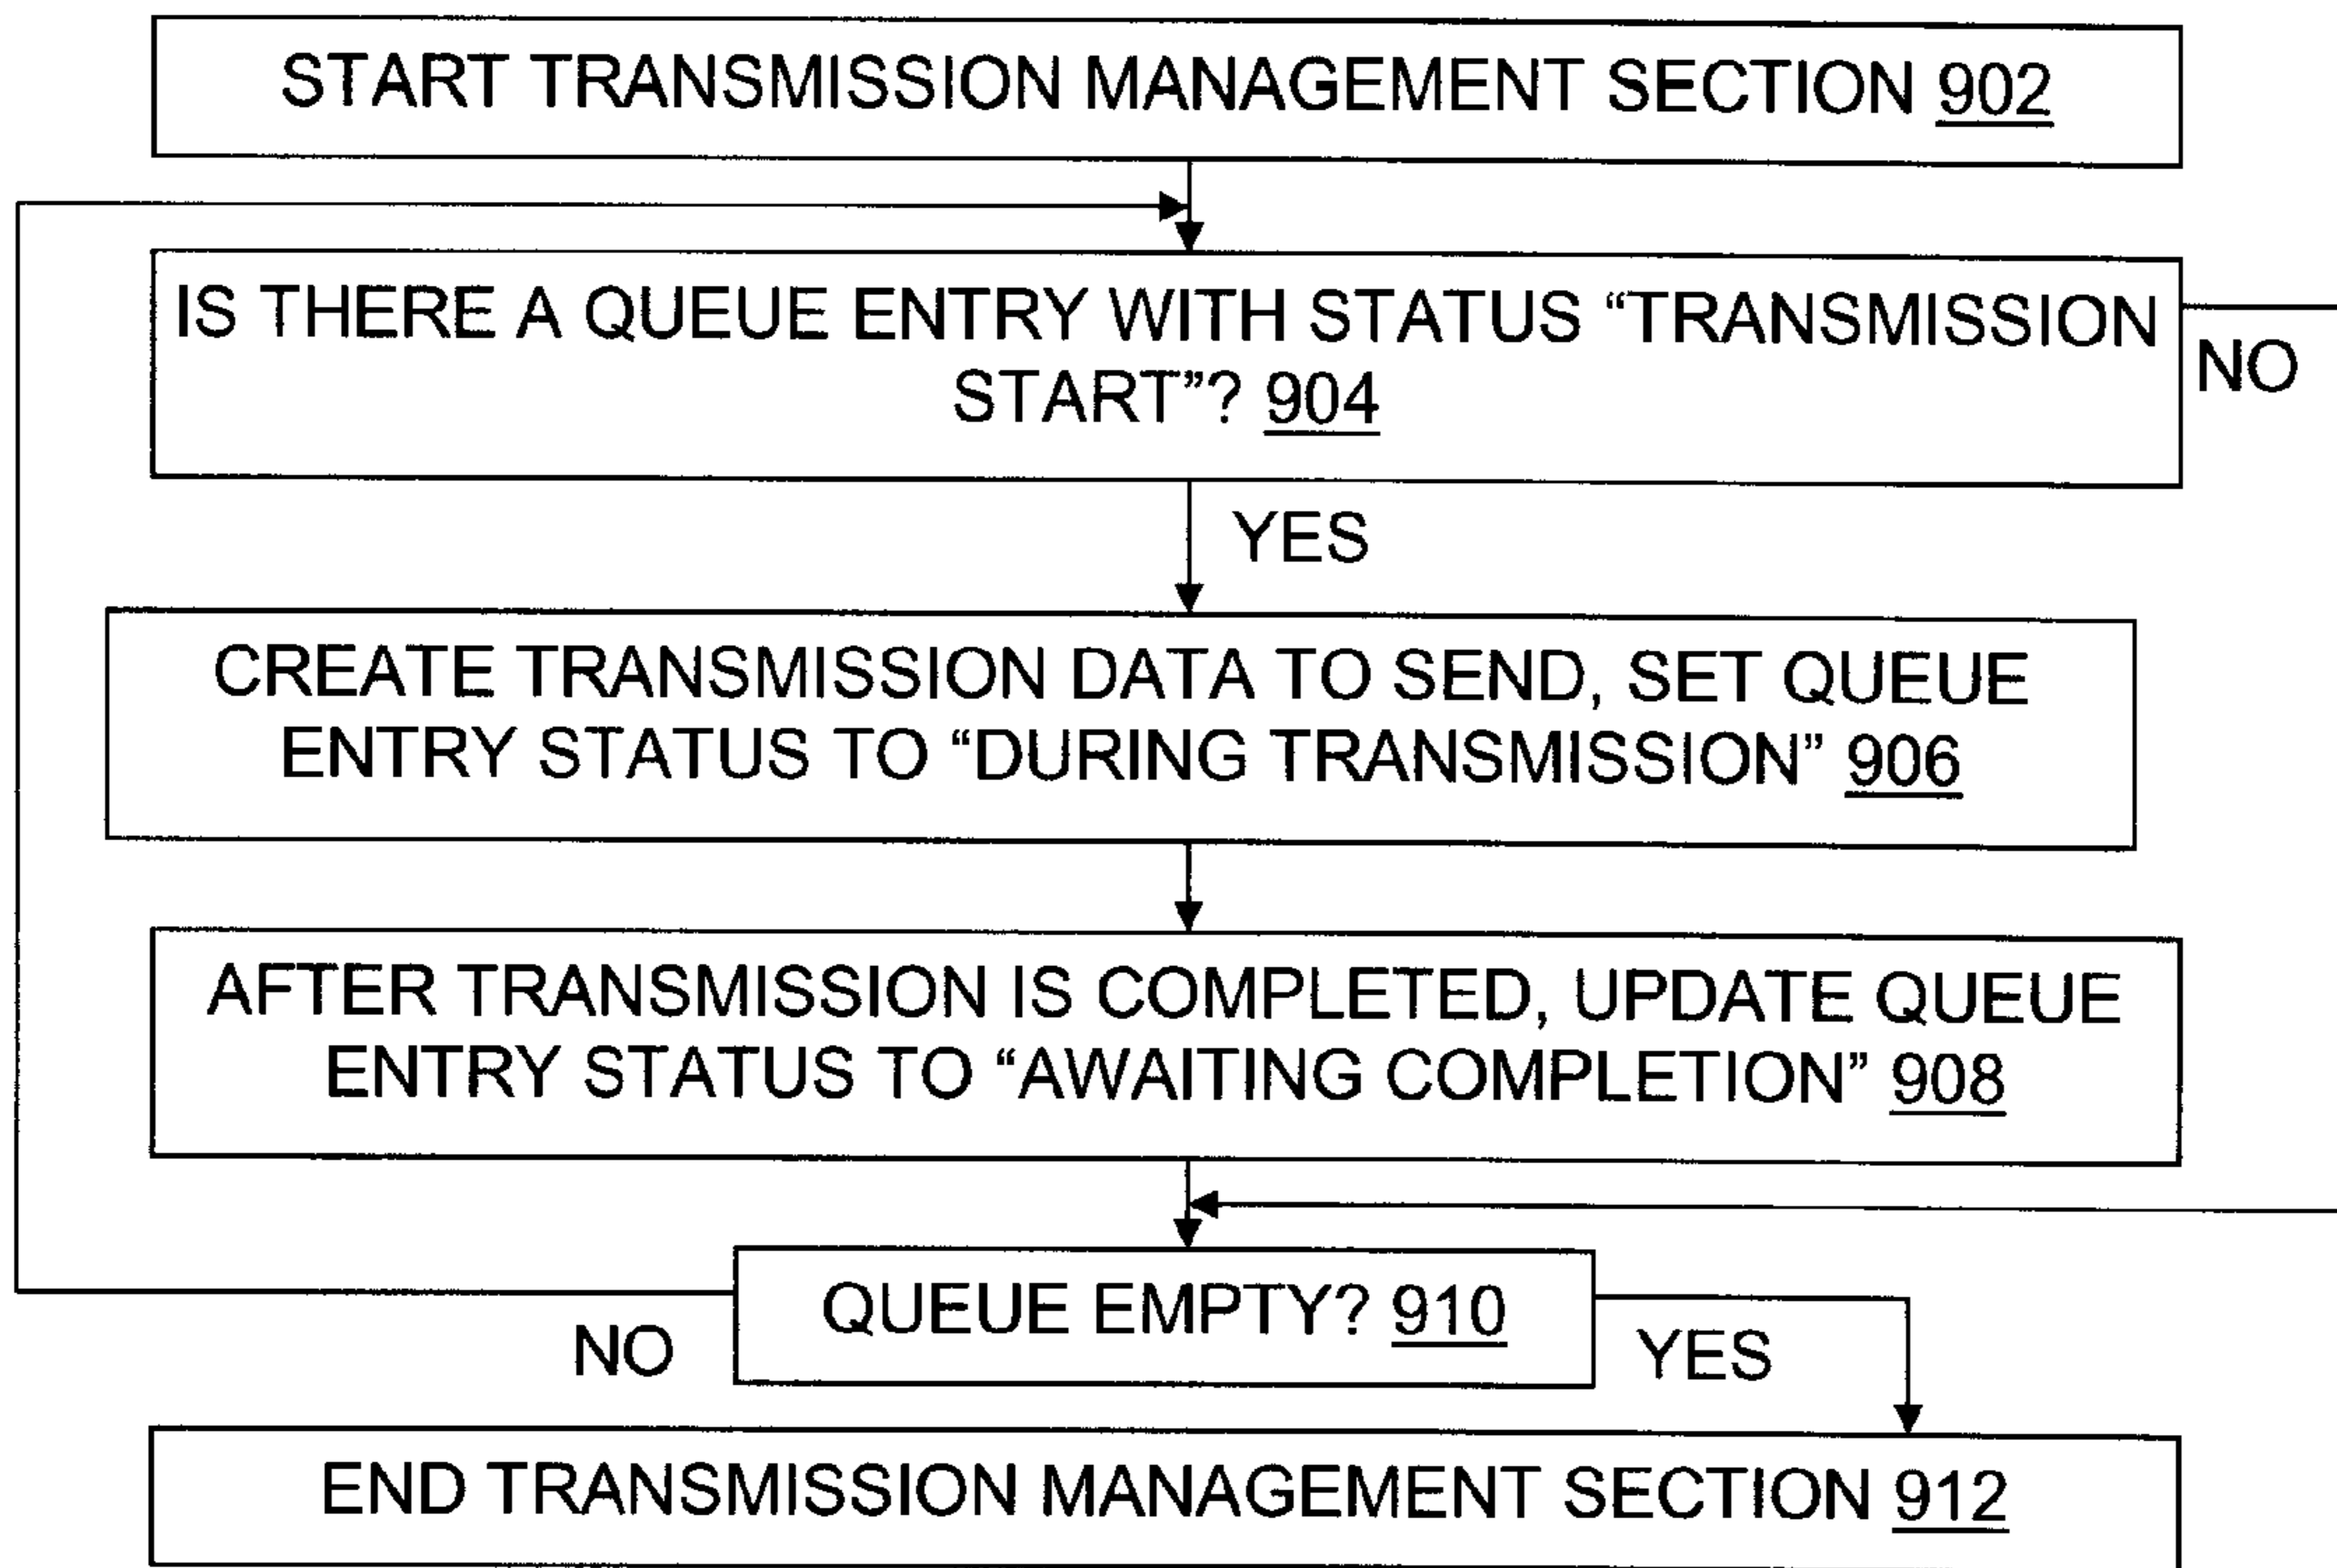 START TRANSMISSION MANAGEMENT SECTION 902
IS THERE A QUEUE ENTRY WITH STATUS “TRANSMISSION
START”? 904
NO
YES
CREATE TRANSMISSION DATA TO SEND, SET QUEUE
ENTRY STATUS TO “DURING TRANSMISSION” 906
AFTER TRANSMISSION IS COMPLETED, UPDATE QUEUE
ENTRY STATUS TO “AWAITING COMPLETION” 908
QUEUE EMPTY? 910
NO
YES
END TRANSMISSION MANAGEMENT SECTION 912